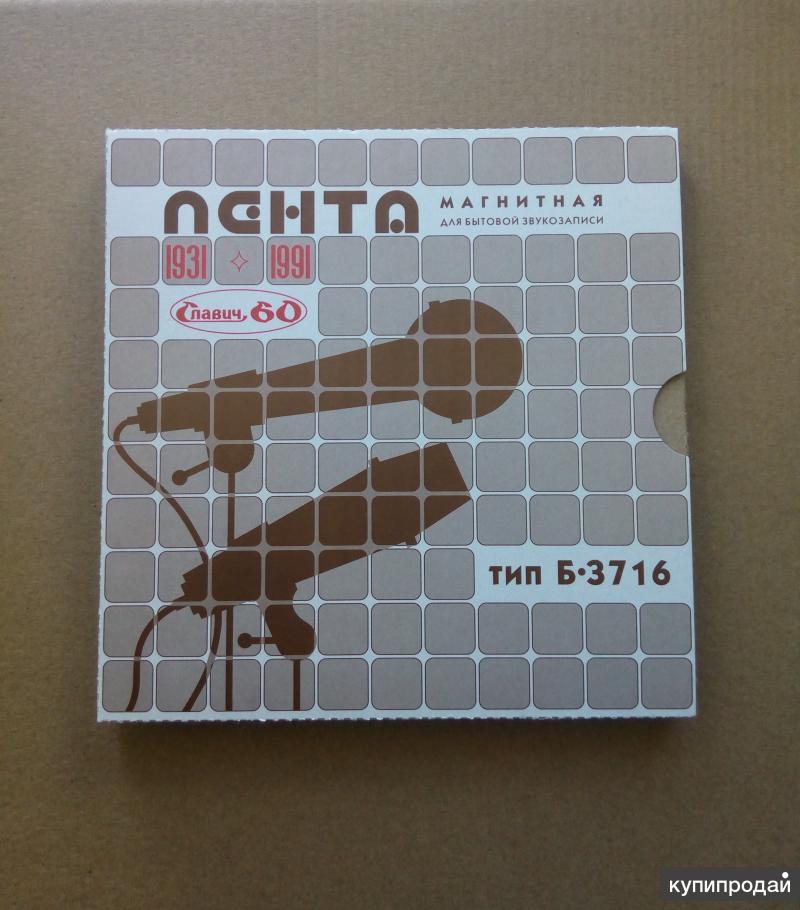 ЛЕНТА
МАГНИТНАЯ
ДЛЯ БЫТОВОЙ ЗВУКОЗАПИСИ
1931 1991
Славич, 60
тип Б·3716
купипродай